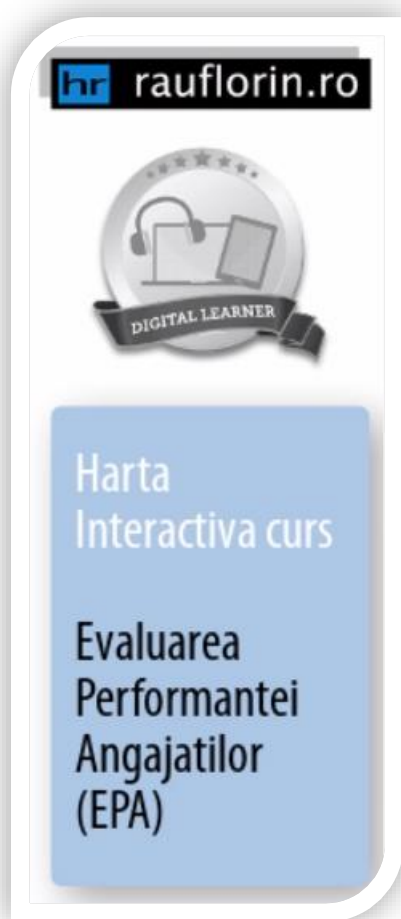 hr rauflorin.ro
DIGITAL LEARNER
Harta
Interactiva curs
Evaluarea
Performantei
Angajatilor
(EPA)